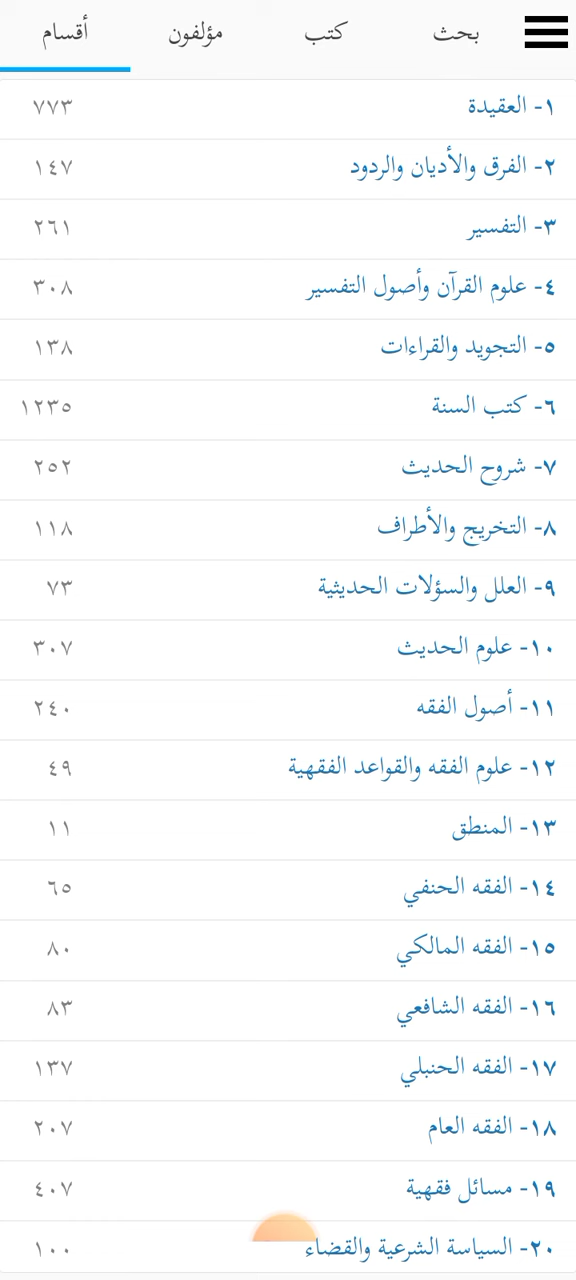 بحث كتب مؤلفون أقسام
١- العقيدة ٧٧٣
٢- الفرق والأديان والردود ١٤٧
٣- التفسير ٢٦١
٤- علوم القرآن وأصول التفسير ٣٠٨
٥- التجويد والقراءات ١٣٨
٦- كتب السنة ١٢٣٥
٧- شروح الحديث ٢٥٢
٨- التخريج والأطراف ١١٨
٩- العلل والسؤلات الحديثية ٧٣
١٠- علوم الحديث ٣٠٧
١١- أصول الفقه ٢٤٠
١٢- علوم الفقه والقواعد الفقهية ٤٩
١٣- المنطق ١١
١٤- الفقه الحنفي ٦٥
١٥- الفقه المالكي ٨٠
١٦- الفقه الشافعي ٨٣
١٧- الفقه الحنبلي ١٣٧
١٨- الفقه العام ٢٠٧
١٩- مسائل فقهية ٤٠٧
٢٠- السياسة الشرعية والقضاء ١٠٠